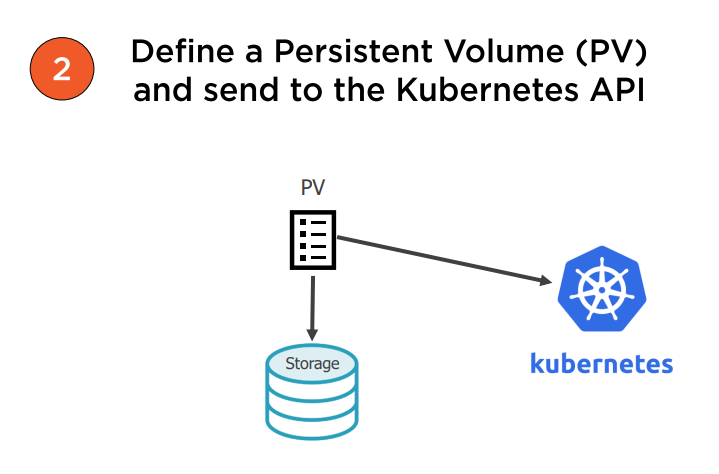 2
Define a Persistent Volume (PV)
and send to the Kubernetes API
PV
Storage
kubernetes